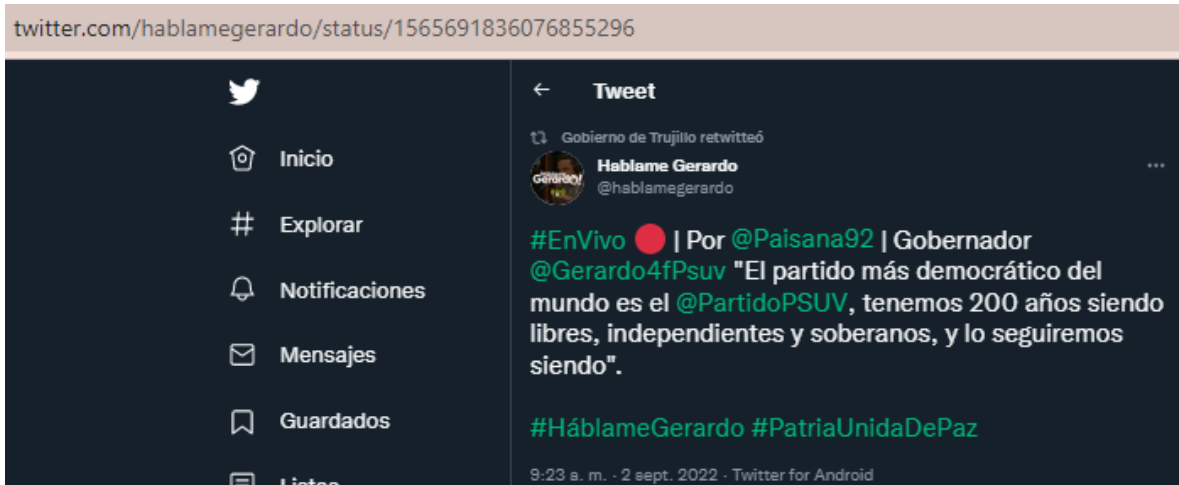 twitter.com/hablamegerardo/status/1565691836076855296
Inicio
Explorar
Notificaciones
Mensajes
Guardados
Listas
Tweet
Gobierno de Trujillo retwitteó
Hablame Gerardo
@hablamegerardo
#EnVivo 🔴 | Por @Paisana92 | Gobernador
@Gerardo4fPsuv "El partido más democrático del
mundo es el @PartidoPSUV, tenemos 200 años siendo
libres, independientes y soberanos, y lo seguiremos
siendo".
#HáblameGerardo #PatriaUnidaDePaz
9:23 a. m. · 2 sept. 2022 · Twitter for Android